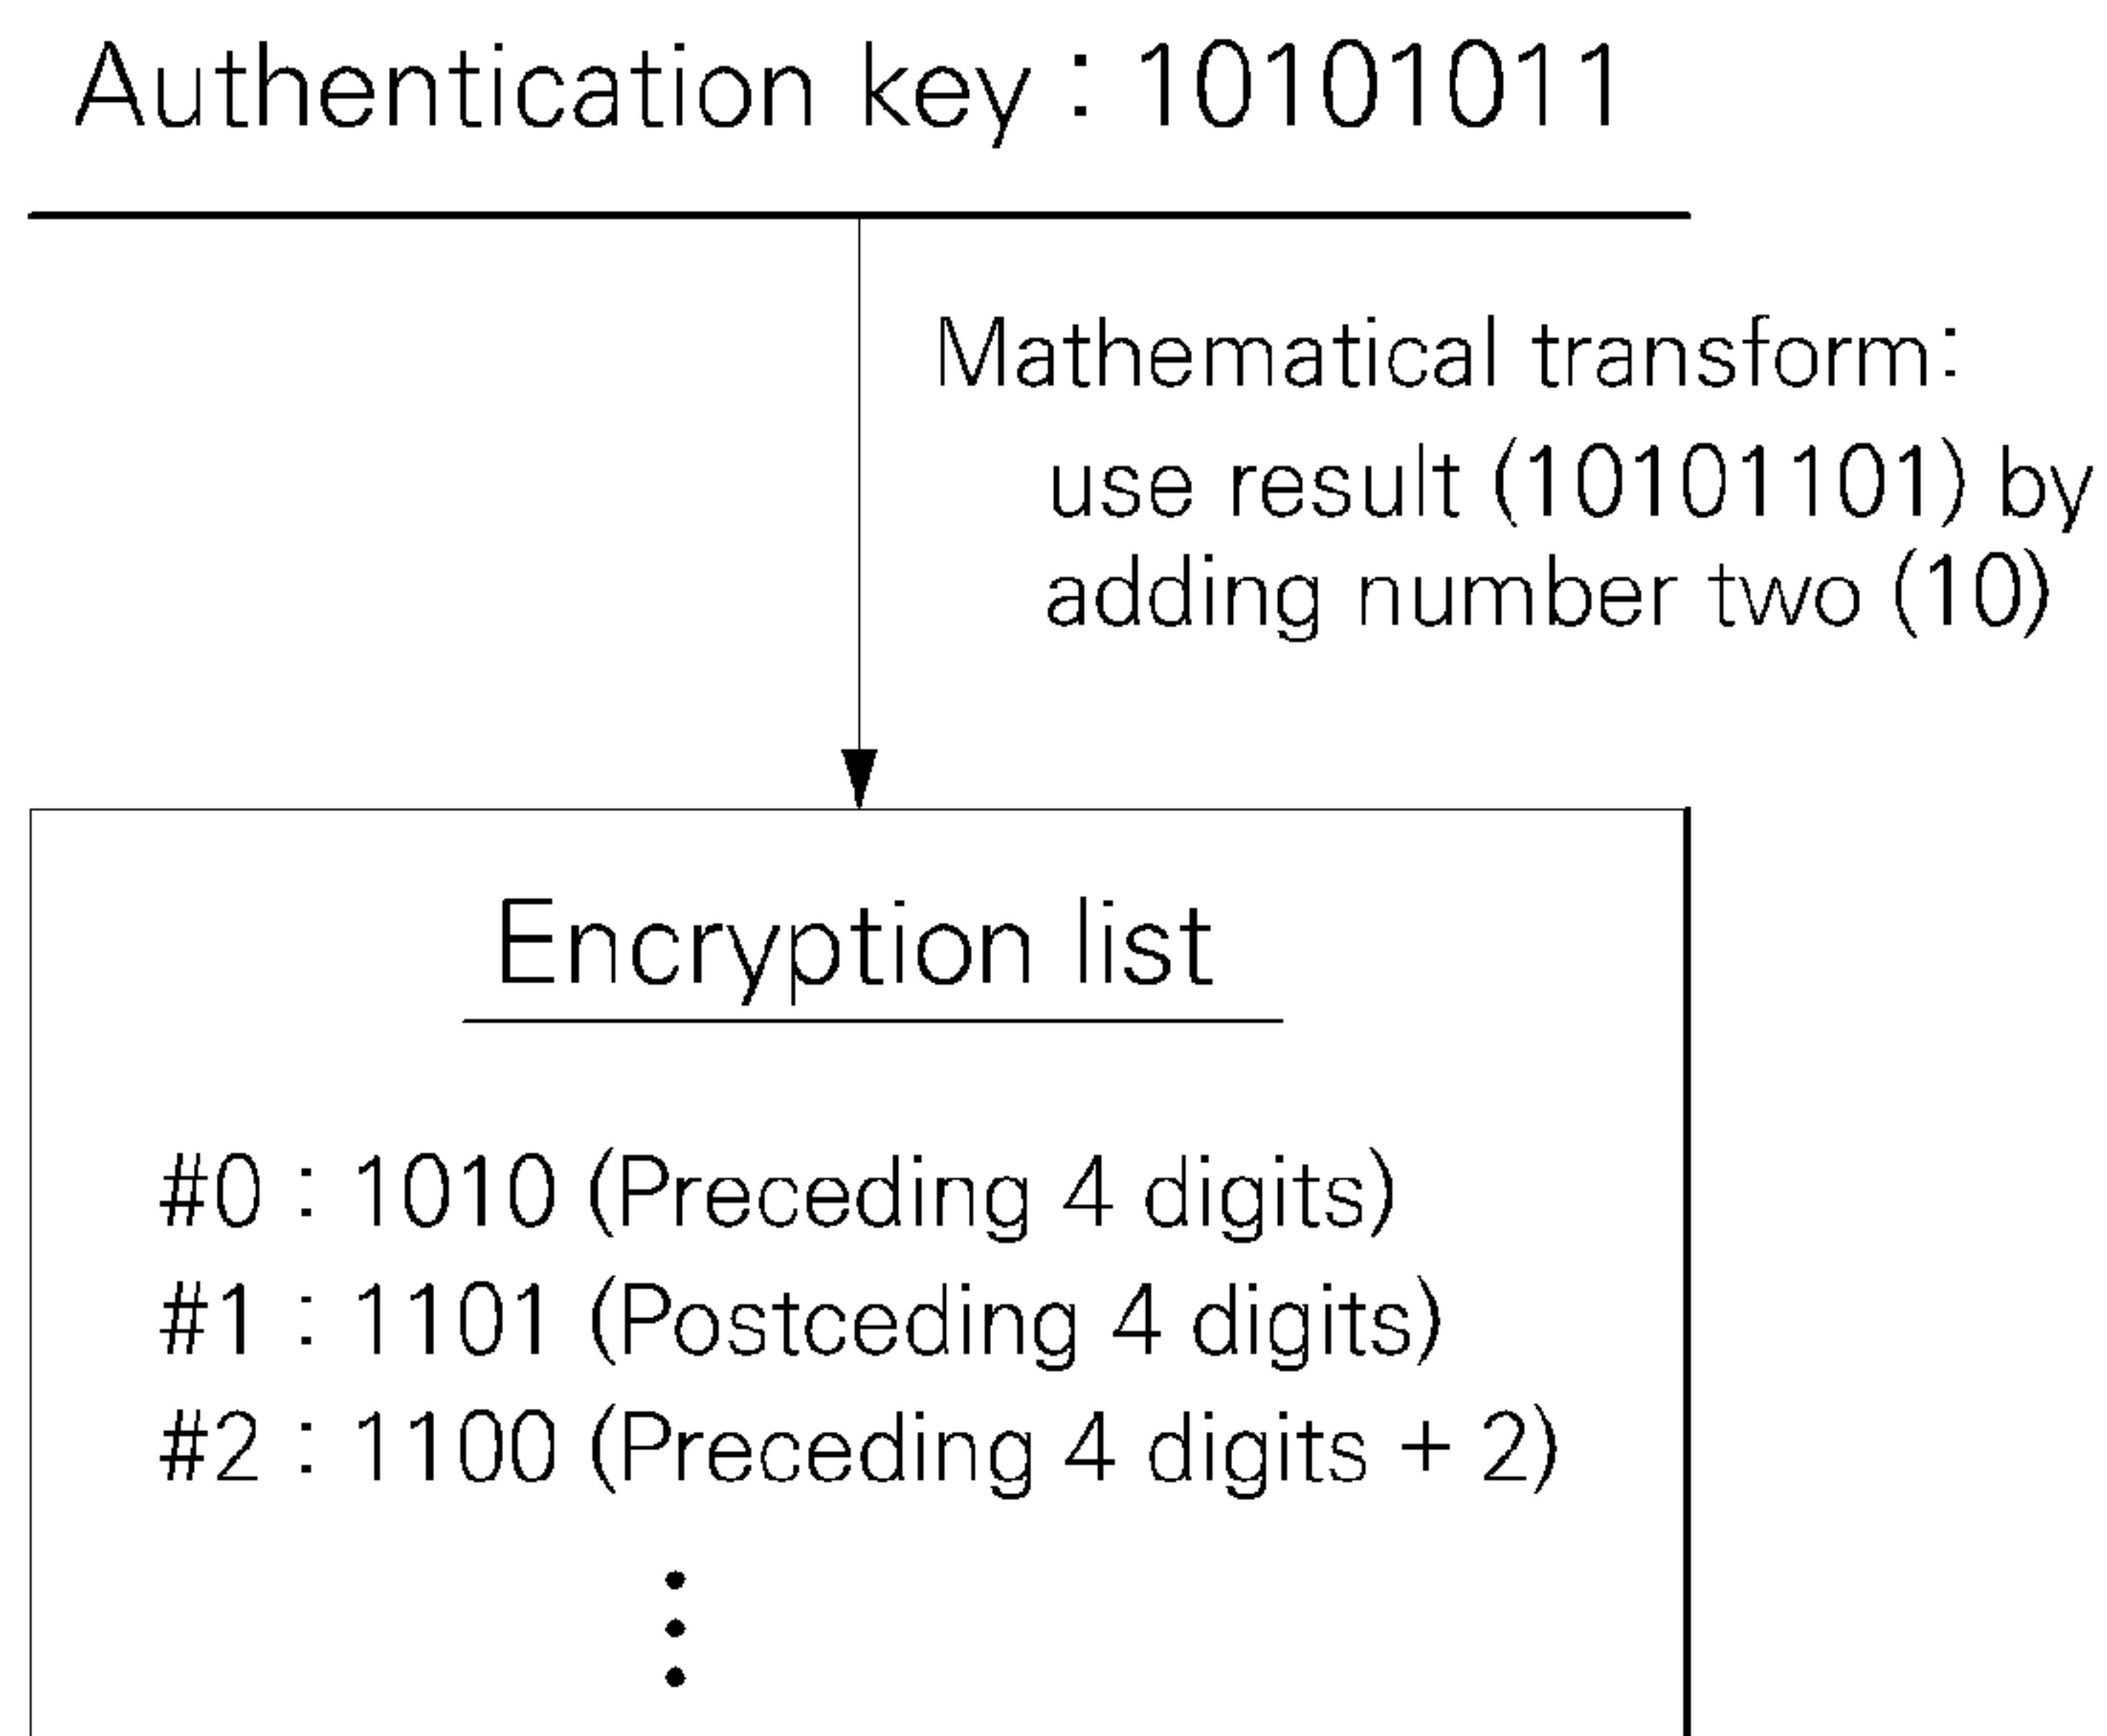 Authentication key : 10101011
Mathematical transform:
use result (10101101) by
adding number two (10)
Encryption list
#0 : 1010 (Preceding 4 digits)
#1 : 1101 (Postceding 4 digits)
#2 : 1100 (Preceding 4 digits + 2)